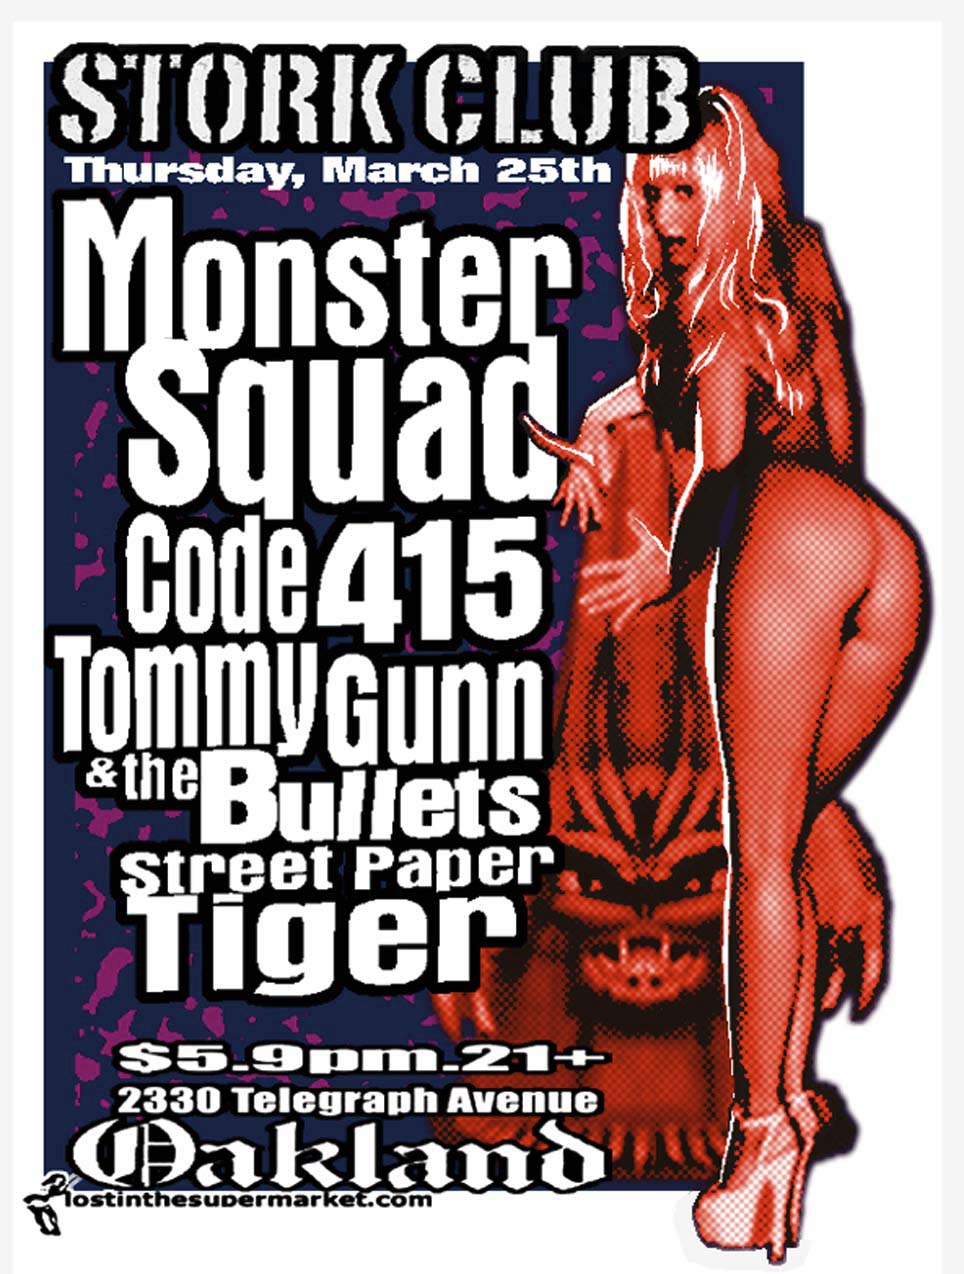 STORK CLUB
Thursday, March 25th
Monster
Squad
Code 415
Tommy Gunn
& the Bullets
Street Paper
Tiger
$5.9pm.21+
2330 Telegraph Avenue
Oakland
lostinthesupermarket.com